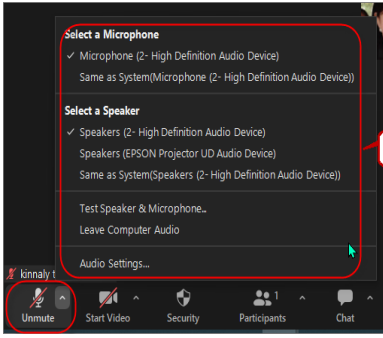 Select a Microphone
✓ Microphone (2- High Definition Audio Device)
Same as System(Microphone (2- High Definition Audio Device))
Select a Speaker
✓ Speakers (2- High Definition Audio Device)
Speakers (EPSON Projector UD Audio Device)
Same as System(Speakers (2- High Definition Audio Device))
Test Speaker & Microphone..
Leave Computer Audio
Audio Settings...
kinnaly t
1
Unmute Start Video Security Participants Chat